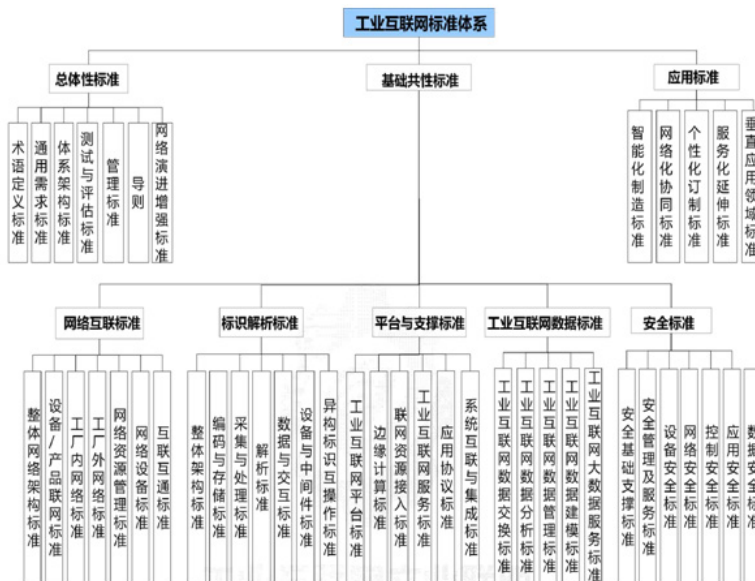 工业互联网标准体系
总体性标准
基础共性标准
应用标准
术语定义标准
通用需求标准
体系架构标准
测试与评估标准
管理标准
导则
网络演进增强标准
智能化制造标准
网络化协同标准
个性化订制标准
服务化延伸标准
垂直应用领域标准
网络互联标准
标识解析标准
平台与支撑标准
工业互联网数据标准
安全标准
整体网络架构标准
设备/产品联网标准
工厂内网络标准
工厂外网络标准
网络资源管理标准
网络设备标准
互联互通标准
整体架构标准
编码与存储标准
采集与处理标准
解析标准
数据与交互标准
设备与中间件标准
异构标识互操作标准
工业互联网平台标准
边缘计算标准
联网资源接入标准
工业互联网服务标准
应用协议标准
系统互联与集成标准
工业互联网数据交换标准
工业互联网数据分析标准
工业互联网数据管理标准
工业互联网数据建模标准
工业互联网大数据服务标准
安全基础支撑标准
安全管理及服务标准
设备安全标准
网络安全标准
控制安全标准
应用安全标准
数据安全标准